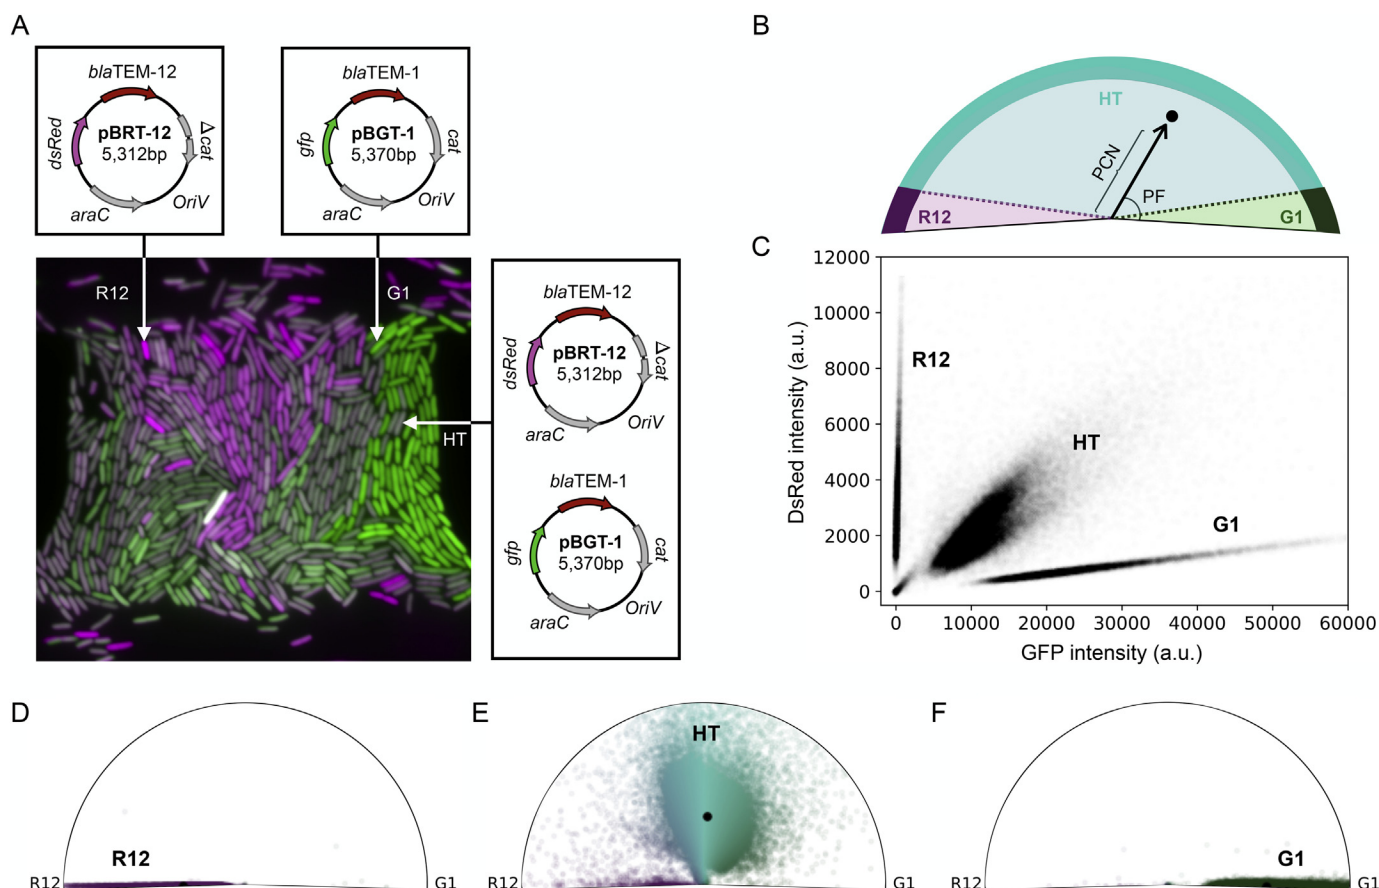 A
blaTEM-12
dsRed
pBRT-12
5,312bp
Δcat
araC
OriV
blaTEM-1
gfp
pBGT-1
5,370bp
cat
araC
OriV
R12
G1
HT
blaTEM-12
dsRed
pBRT-12
5,312bp
Δcat
araC
OriV
blaTEM-1
gfp
pBGT-1
5,370bp
cat
araC
OriV
B
HT
PCN
PF
R12
G1
C
12000
10000
8000
6000
4000
2000
0
DsRed intensity (a.u.)
R12
HT
G1
0 10000 20000 30000 40000 50000 60000
GFP intensity (a.u.)
D
R12
R12 G1
E
HT
R12 G1
F
G1
R12 G1